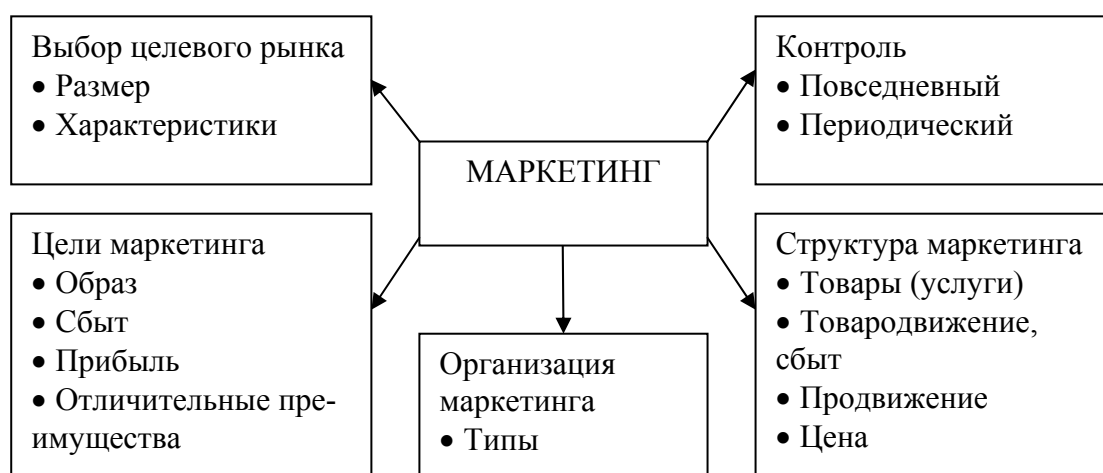 Выбор целевого рынка
• Размер
• Характеристики
Контроль
• Повседневный
• Периодический
МАРКЕТИНГ
Цели маркетинга
• Образ
• Сбыт
• Прибыль
• Отличительные пре-
имущества
Организация
маркетинга
• Типы
Структура маркетинга
• Товары (услуги)
• Товародвижение,
сбыт
• Продвижение
• Цена